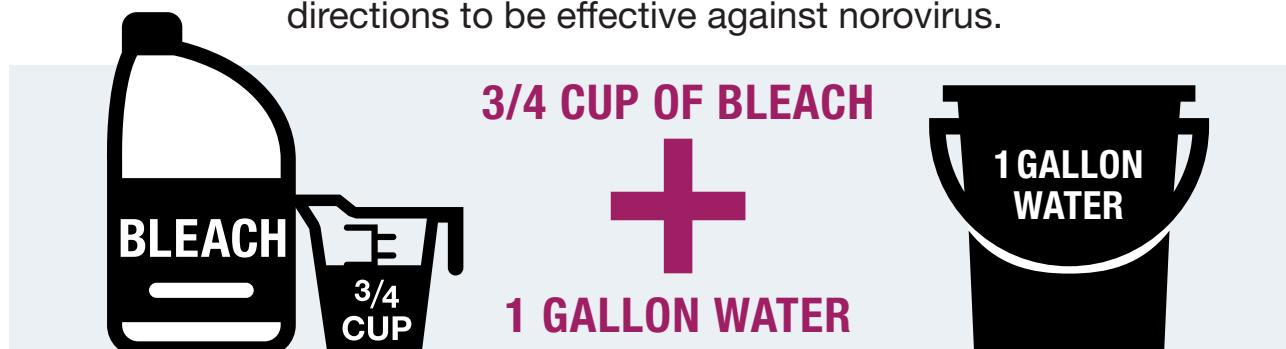 directions to be effective against norovirus.
3/4 CUP OF BLEACH
+
1 GALLON WATER
BLEACH
3/4
CUP
1 GALLON
WATER